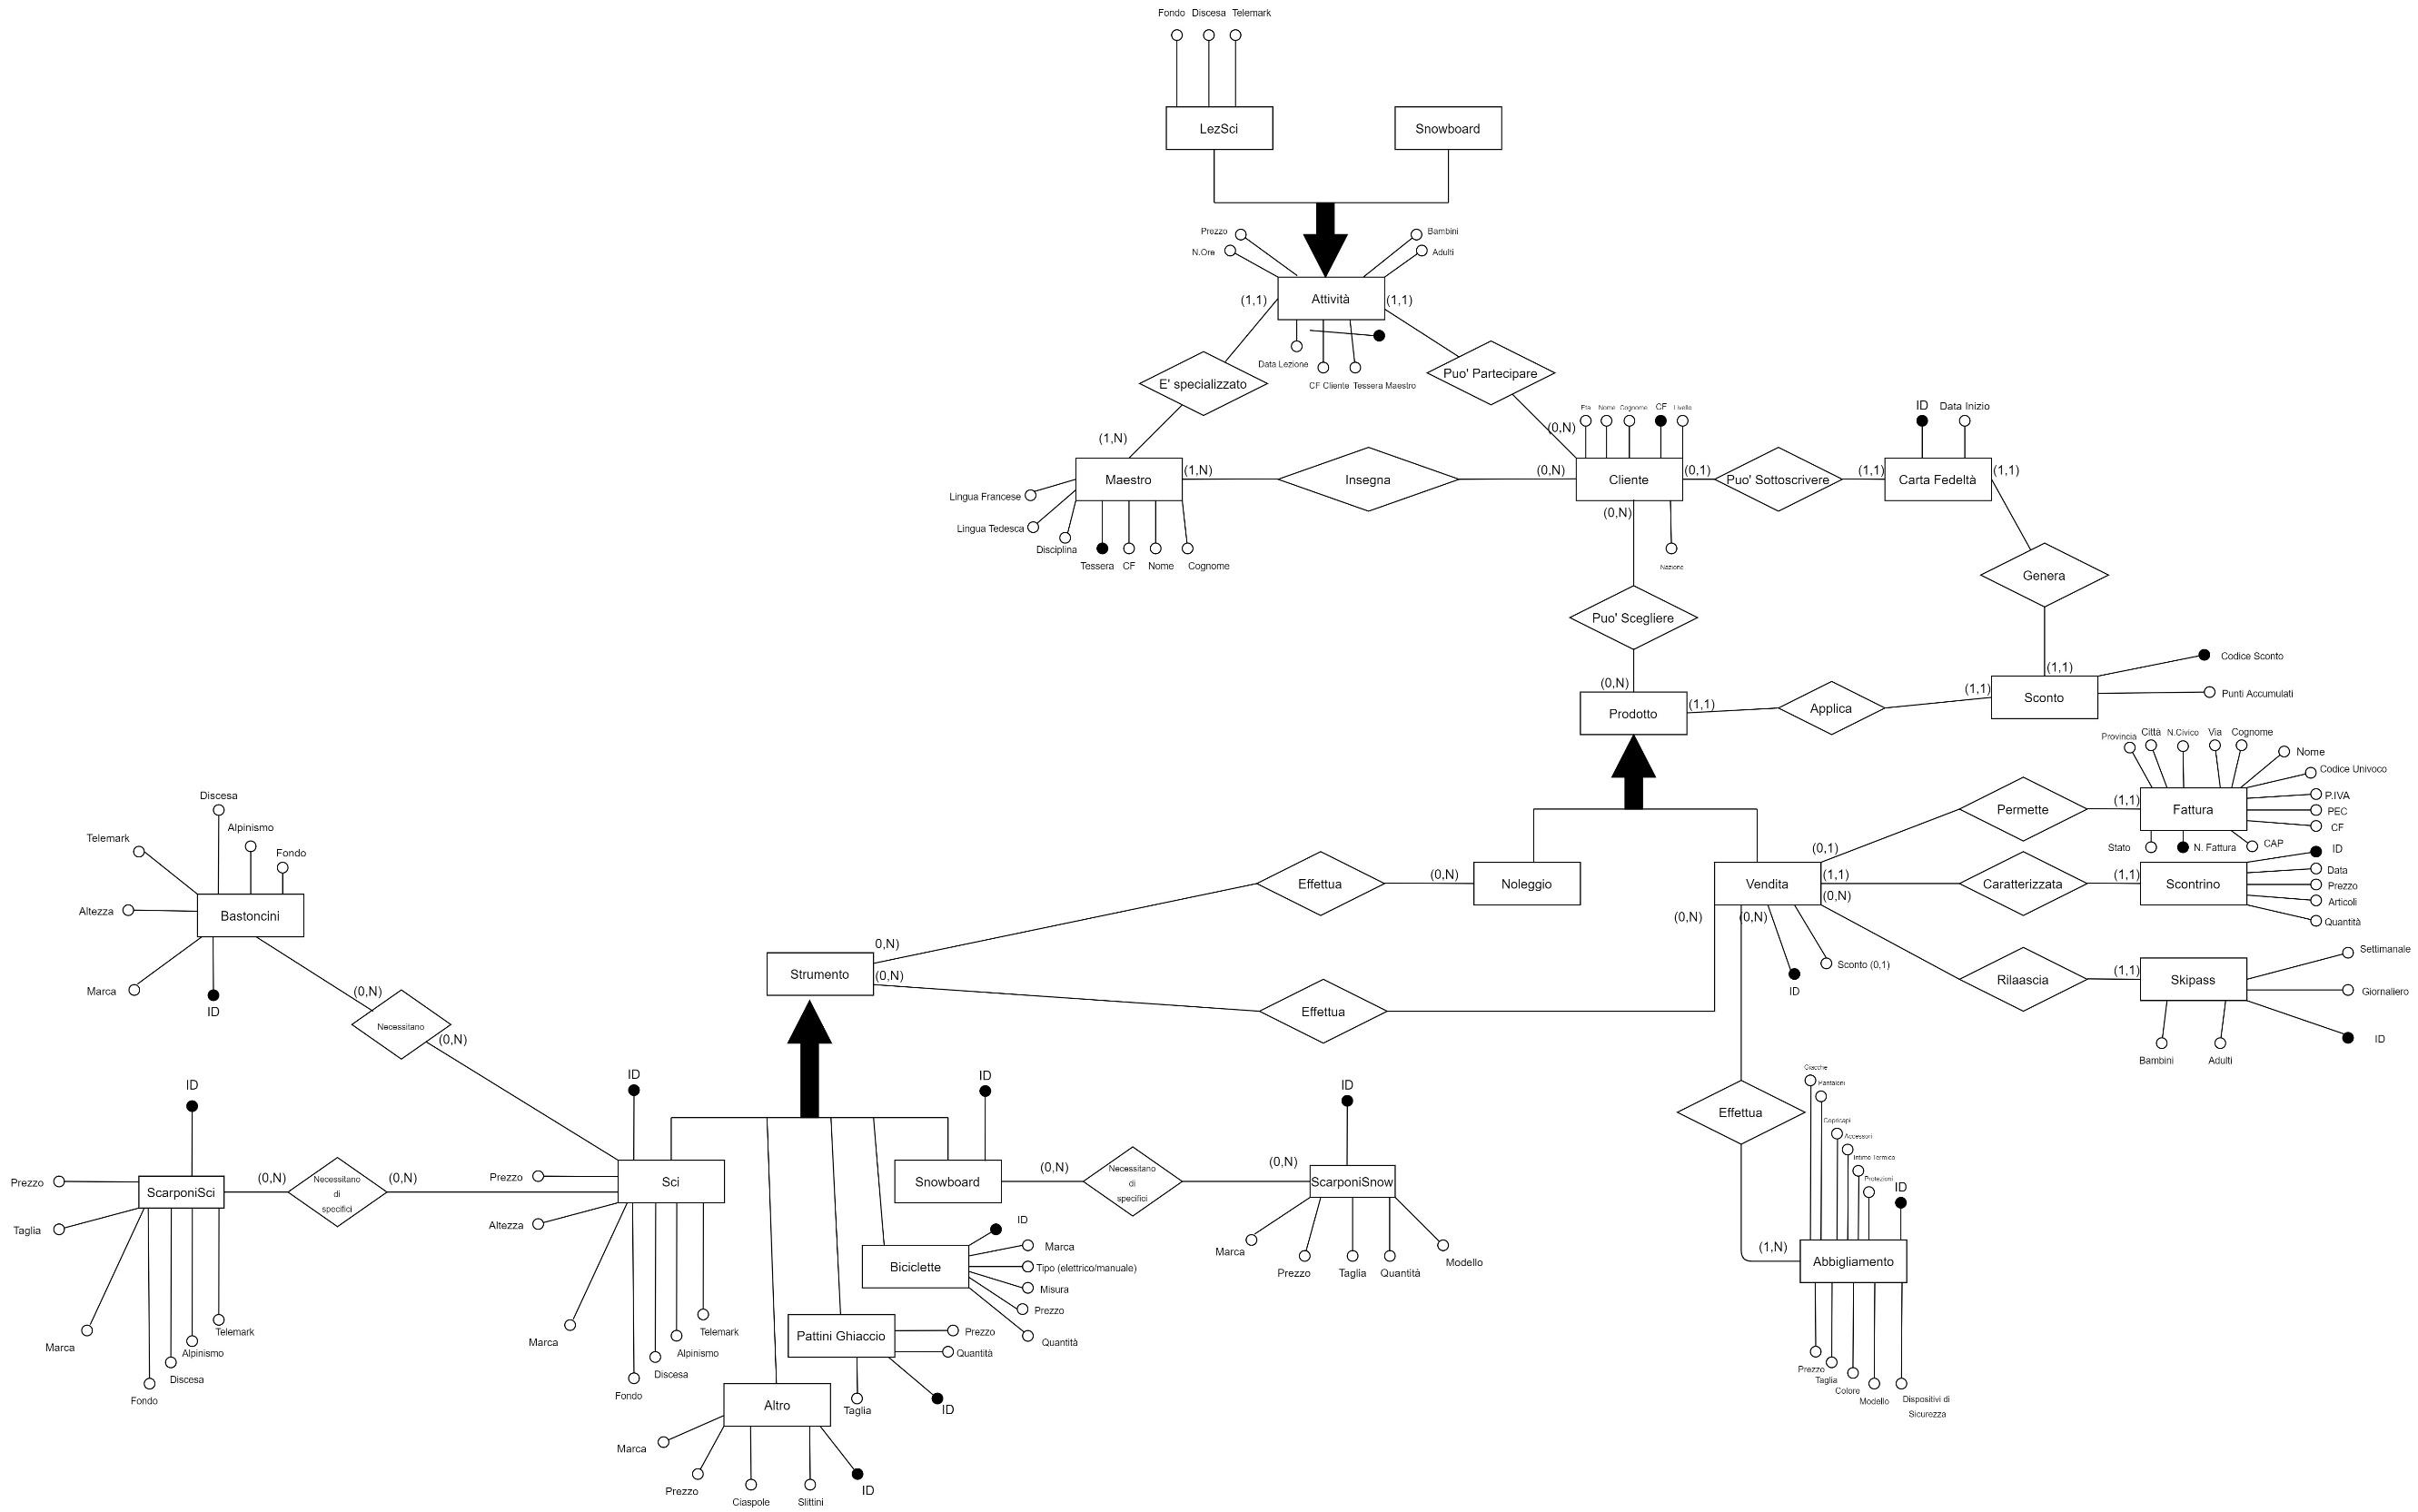 Fondo Discesa Telemark
LezSci
Snowboard
Prezzo
Bambini
N.Ore
Adulti
(1,1)
Attività
(1,1)
Data Lezione
CF Cliente
Tessera Maestro
E' specializzato
Puo' Partecipare
(1,N)
(0,N)
Eta
Nome
Cognome
CF
Livello
ID
Data Inizio
Lingua Francese
Lingua Tedesca
Disciplina
Maestro
(1,N)
Insegna
(0,N)
Cliente
(0,1)
Puo' Sottoscrivere
(1,1)
Carta Fedeltà
(1,1)
Tessera
CF
Nome
Cognome
(0,N)
Nazione
Genera
Puo' Scegliere
(1,1)
Codice Sconto
(0,N)
Prodotto
(1,1)
Applica
(1,1)
Sconto
Punti Accumulati
Provincia
Città
N.Civico
Via
Cognome
Nome
Codice Univoco
P.IVA
PEC
CF
CAP
Permette
(1,1)
Fattura
Stato
N. Fattura
(0,1)
Discesa
Telemark
Alpinismo
Fondo
Altezza
Bastoncini
Marca
ID
Effettua
(0,N)
Noleggio
Vendita
(1,1)
(0,N)
Caratterizzata
(1,1)
Scontrino
ID
Data
Prezzo
Articoli
Quantità
(0,N)
(0,N)
0,N)
Strumento
(0,N)
Effettua
Sconto (0,1)
ID
Rilaascia
(1,1)
Skipass
Settimanale
Giornaliero
ID
Bambini
Adulti
(0,N)
Necessitano
(0,N)
ID
Prezzo
Taglia
ScarponiSci
(0,N)
Necessitano
di
specifici
(0,N)
Marca
Fondo
Discesa
Alpinismo
Telemark
ID
Prezzo
Altezza
Sci
Marca
Fondo
Discesa
Alpinismo
Telemark
ID
Snowboard
(0,N)
Necessitano
di
specifici
(0,N)
ID
ScarponiSnow
Marca
Prezzo
Taglia
Quantità
Modello
Biciclette
ID
Marca
Tipo (elettrico/manuale)
Misura
Prezzo
Quantità
Pattini Ghiaccio
Prezzo
Quantità
Taglia
ID
Altro
Marca
Prezzo
Ciaspole
Slittini
ID
Effettua
(1,N)
Giacche
Pantaloni
Copricapi
Accessori
Intimo Termico
Protezioni
ID
Abbigliamento
Prezzo
Taglia
Colore
Modello
Dispositivi di
Sicurezza